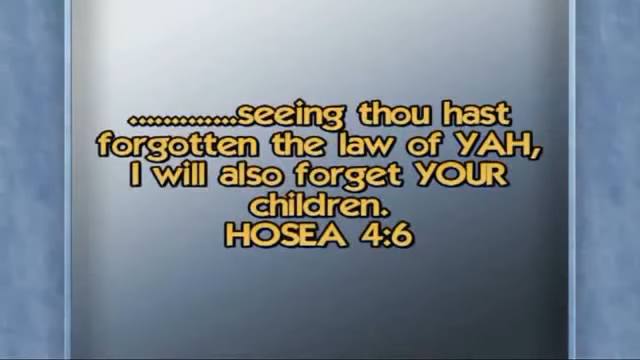 .............seeing thou hast
forgotten the law of YAH,
I will also forget YOUR
children.
HOSEA 4:6